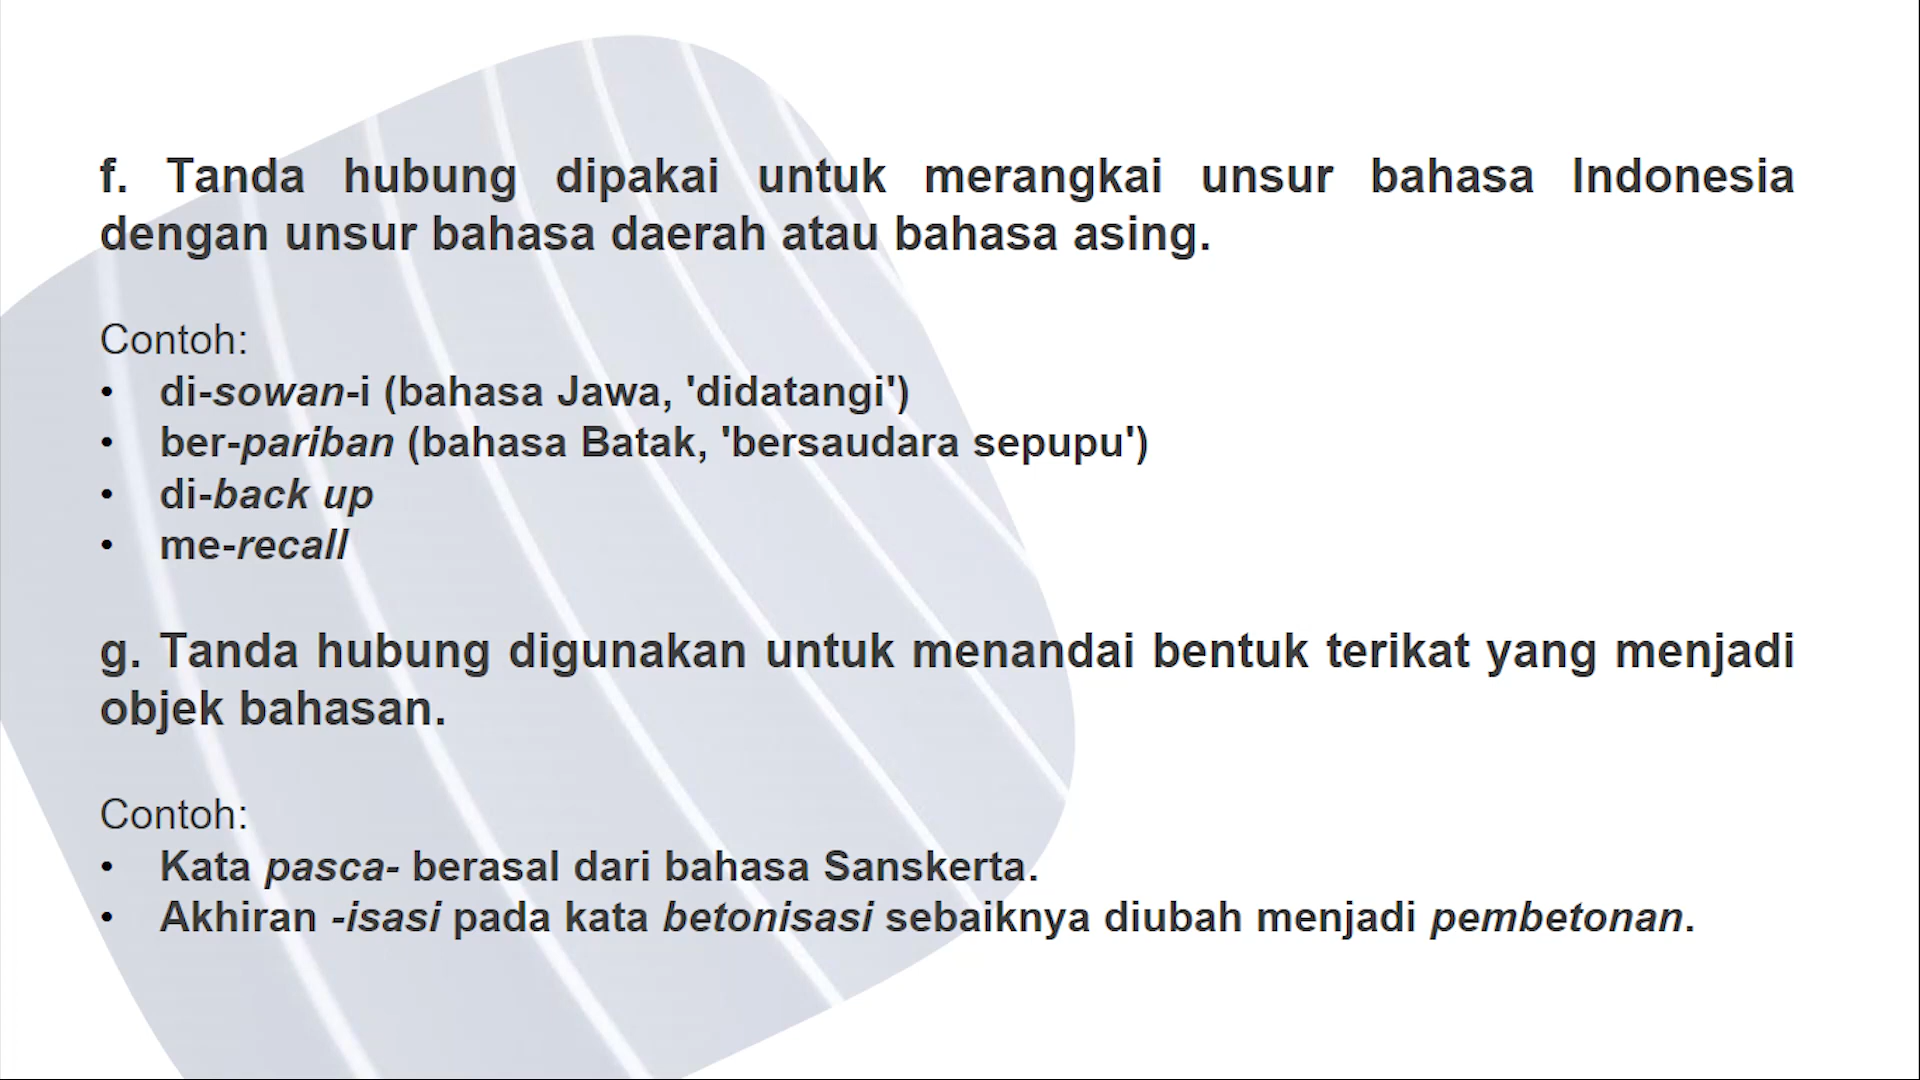 f. Tanda hubung dipakai untuk merangkai unsur bahasa Indonesia
dengan unsur bahasa daerah atau bahasa asing.
Contoh:
• di-sowan-i (bahasa Jawa, 'didatangi')
• ber-pariban (bahasa Batak, 'bersaudara sepupu')
• di-back up
• me-recall
g. Tanda hubung digunakan untuk menandai bentuk terikat yang menjadi
objek bahasan.
Contoh:
• Kata pasca- berasal dari bahasa Sanskerta.
• Akhiran -isasi pada kata betonisasi sebaiknya diubah menjadi pembetonan.